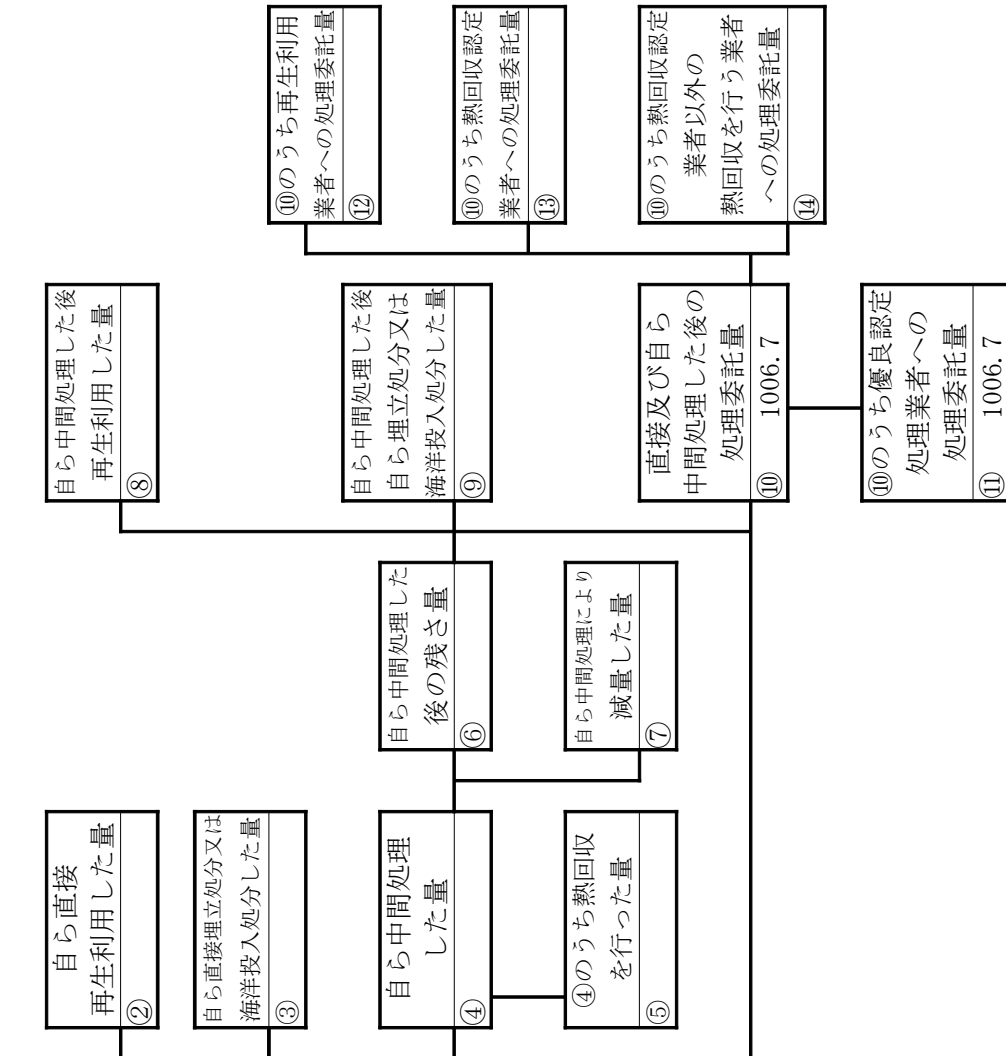 自ら直接
再生利用した量
②
自ら直接埋立処分又は
海洋投入処分した量
③
自ら中間処理
した量
④
④のうち熱回収
を行った量
⑤
自ら中間処理した
後の残さ量
⑥
自ら中間処理により
減量した量
⑦
自ら中間処理した後
再生利用した量
⑧
自ら中間処理した後
自ら埋立処分又は
海洋投入処分した量
⑨
直接及び自ら
中間処理した後の
処理委託量
⑩ 1006.7
⑩のうち優良認定
処理業者への
処理委託量
⑪ 1006.7
⑩のうち再生利用
業者への処理委託量
⑫
⑩のうち熱回収認定
業者への処理委託量
⑬
⑩のうち熱回収認定
業者以外の
熱回収を行う業者
への処理委託量
⑭